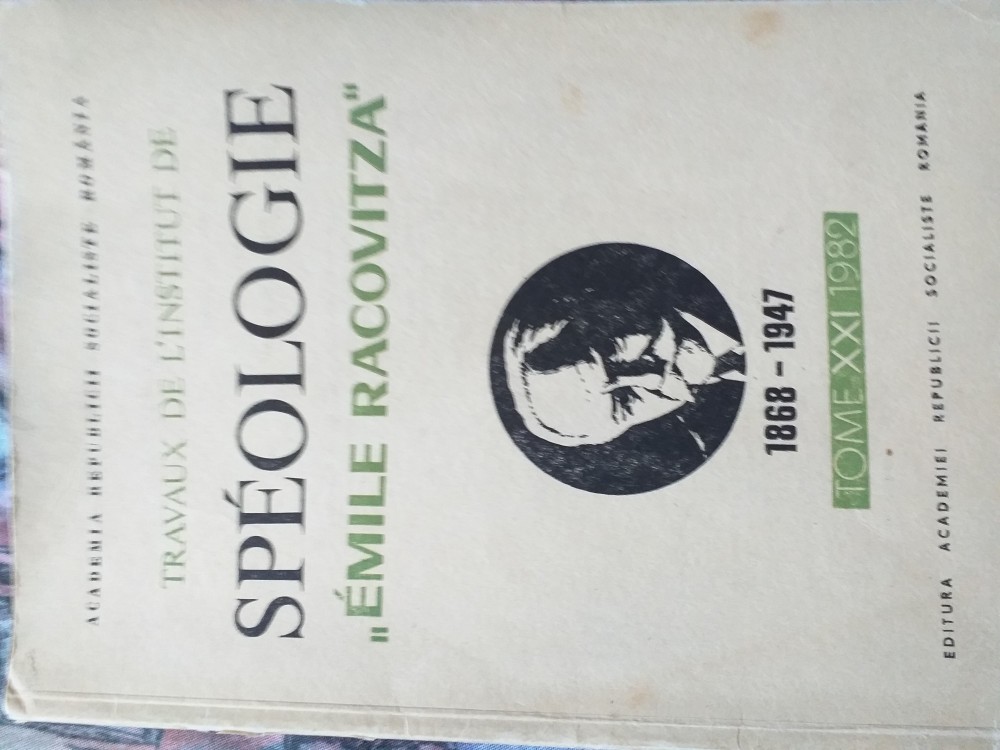 ACADEMIA REPUBLICII SOCIALISTE ROMÂNIA
TRAVAUX DE L'INSTITUT DE
SPÉOLOGIE
„ÉMILE RACOVITZA“
1868 – 1947
TOME XXI 1982
EDITURA ACADEMIEI REPUBLICII SOCIALISTE ROMÂNIA